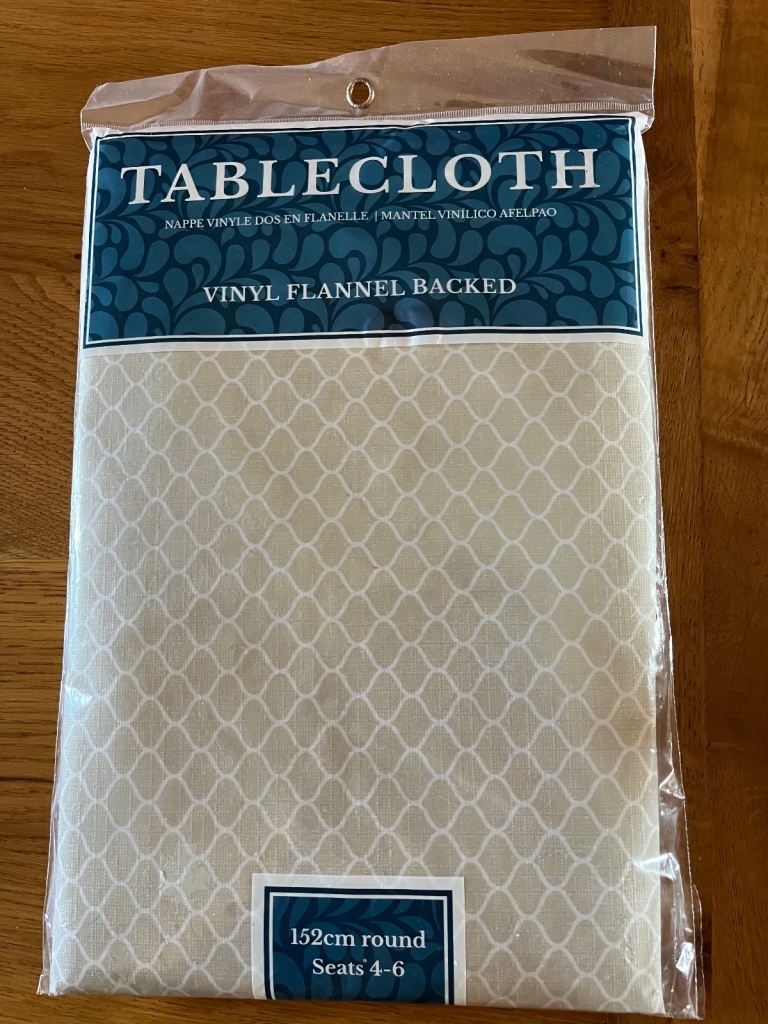 TABLECLOTH
NAPPE VINYLE DOS EN FLANELLE | MANTEL VINÍLICO AFELPAO
VINYL FLANNEL BACKED
152cm round
Seats 4-6